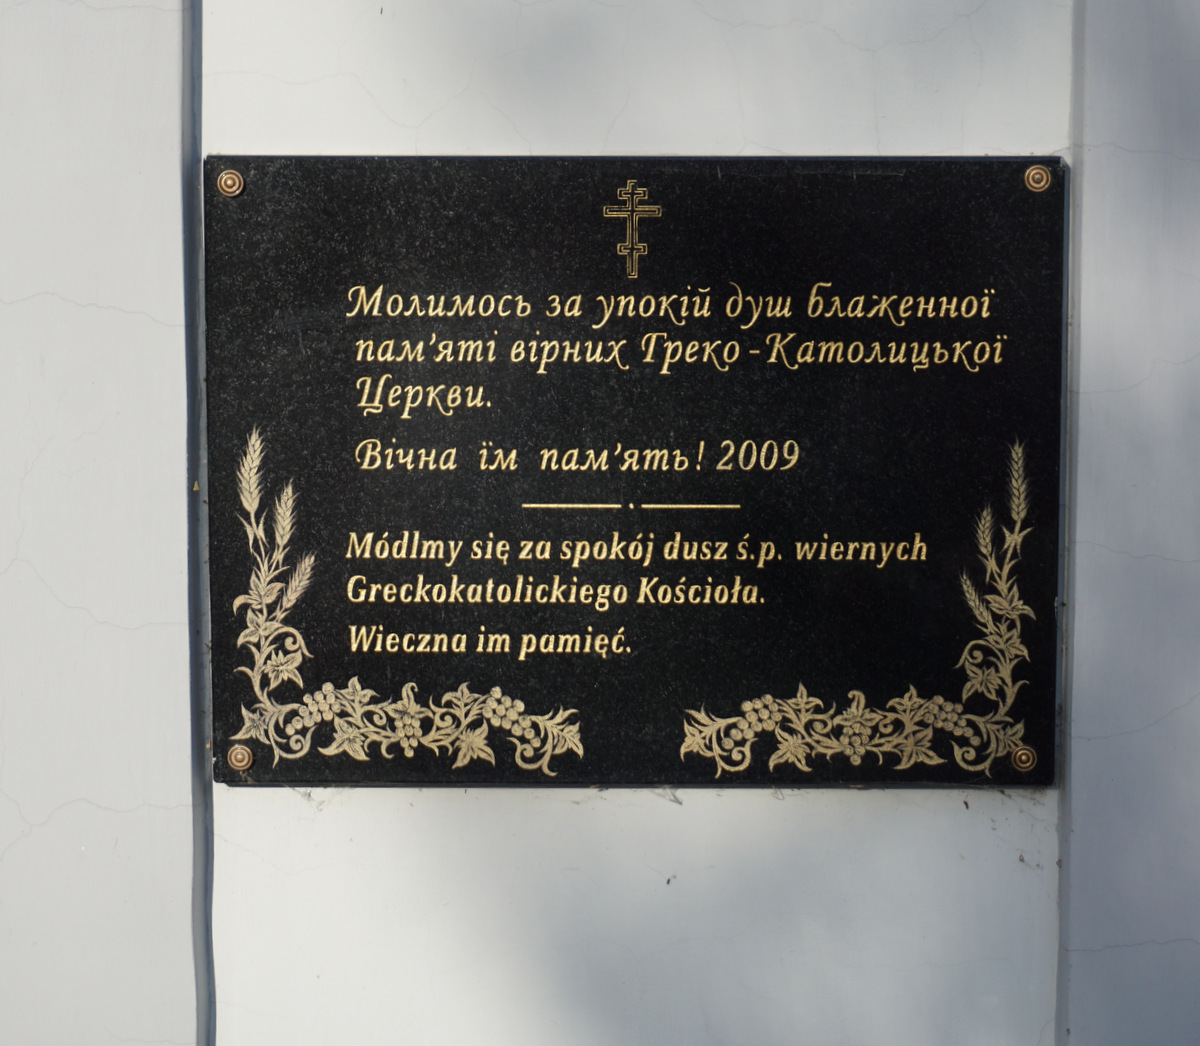 Молимось за упокій душ блаженної
пам'яті вірних Греко-Католицької
Церкви.
Вічна їм пам'ять! 2009
Módlmy się za spokój dusz ś.p. wiernych
Greckokatolickiego Kościoła.
Wieczna im pamięć.